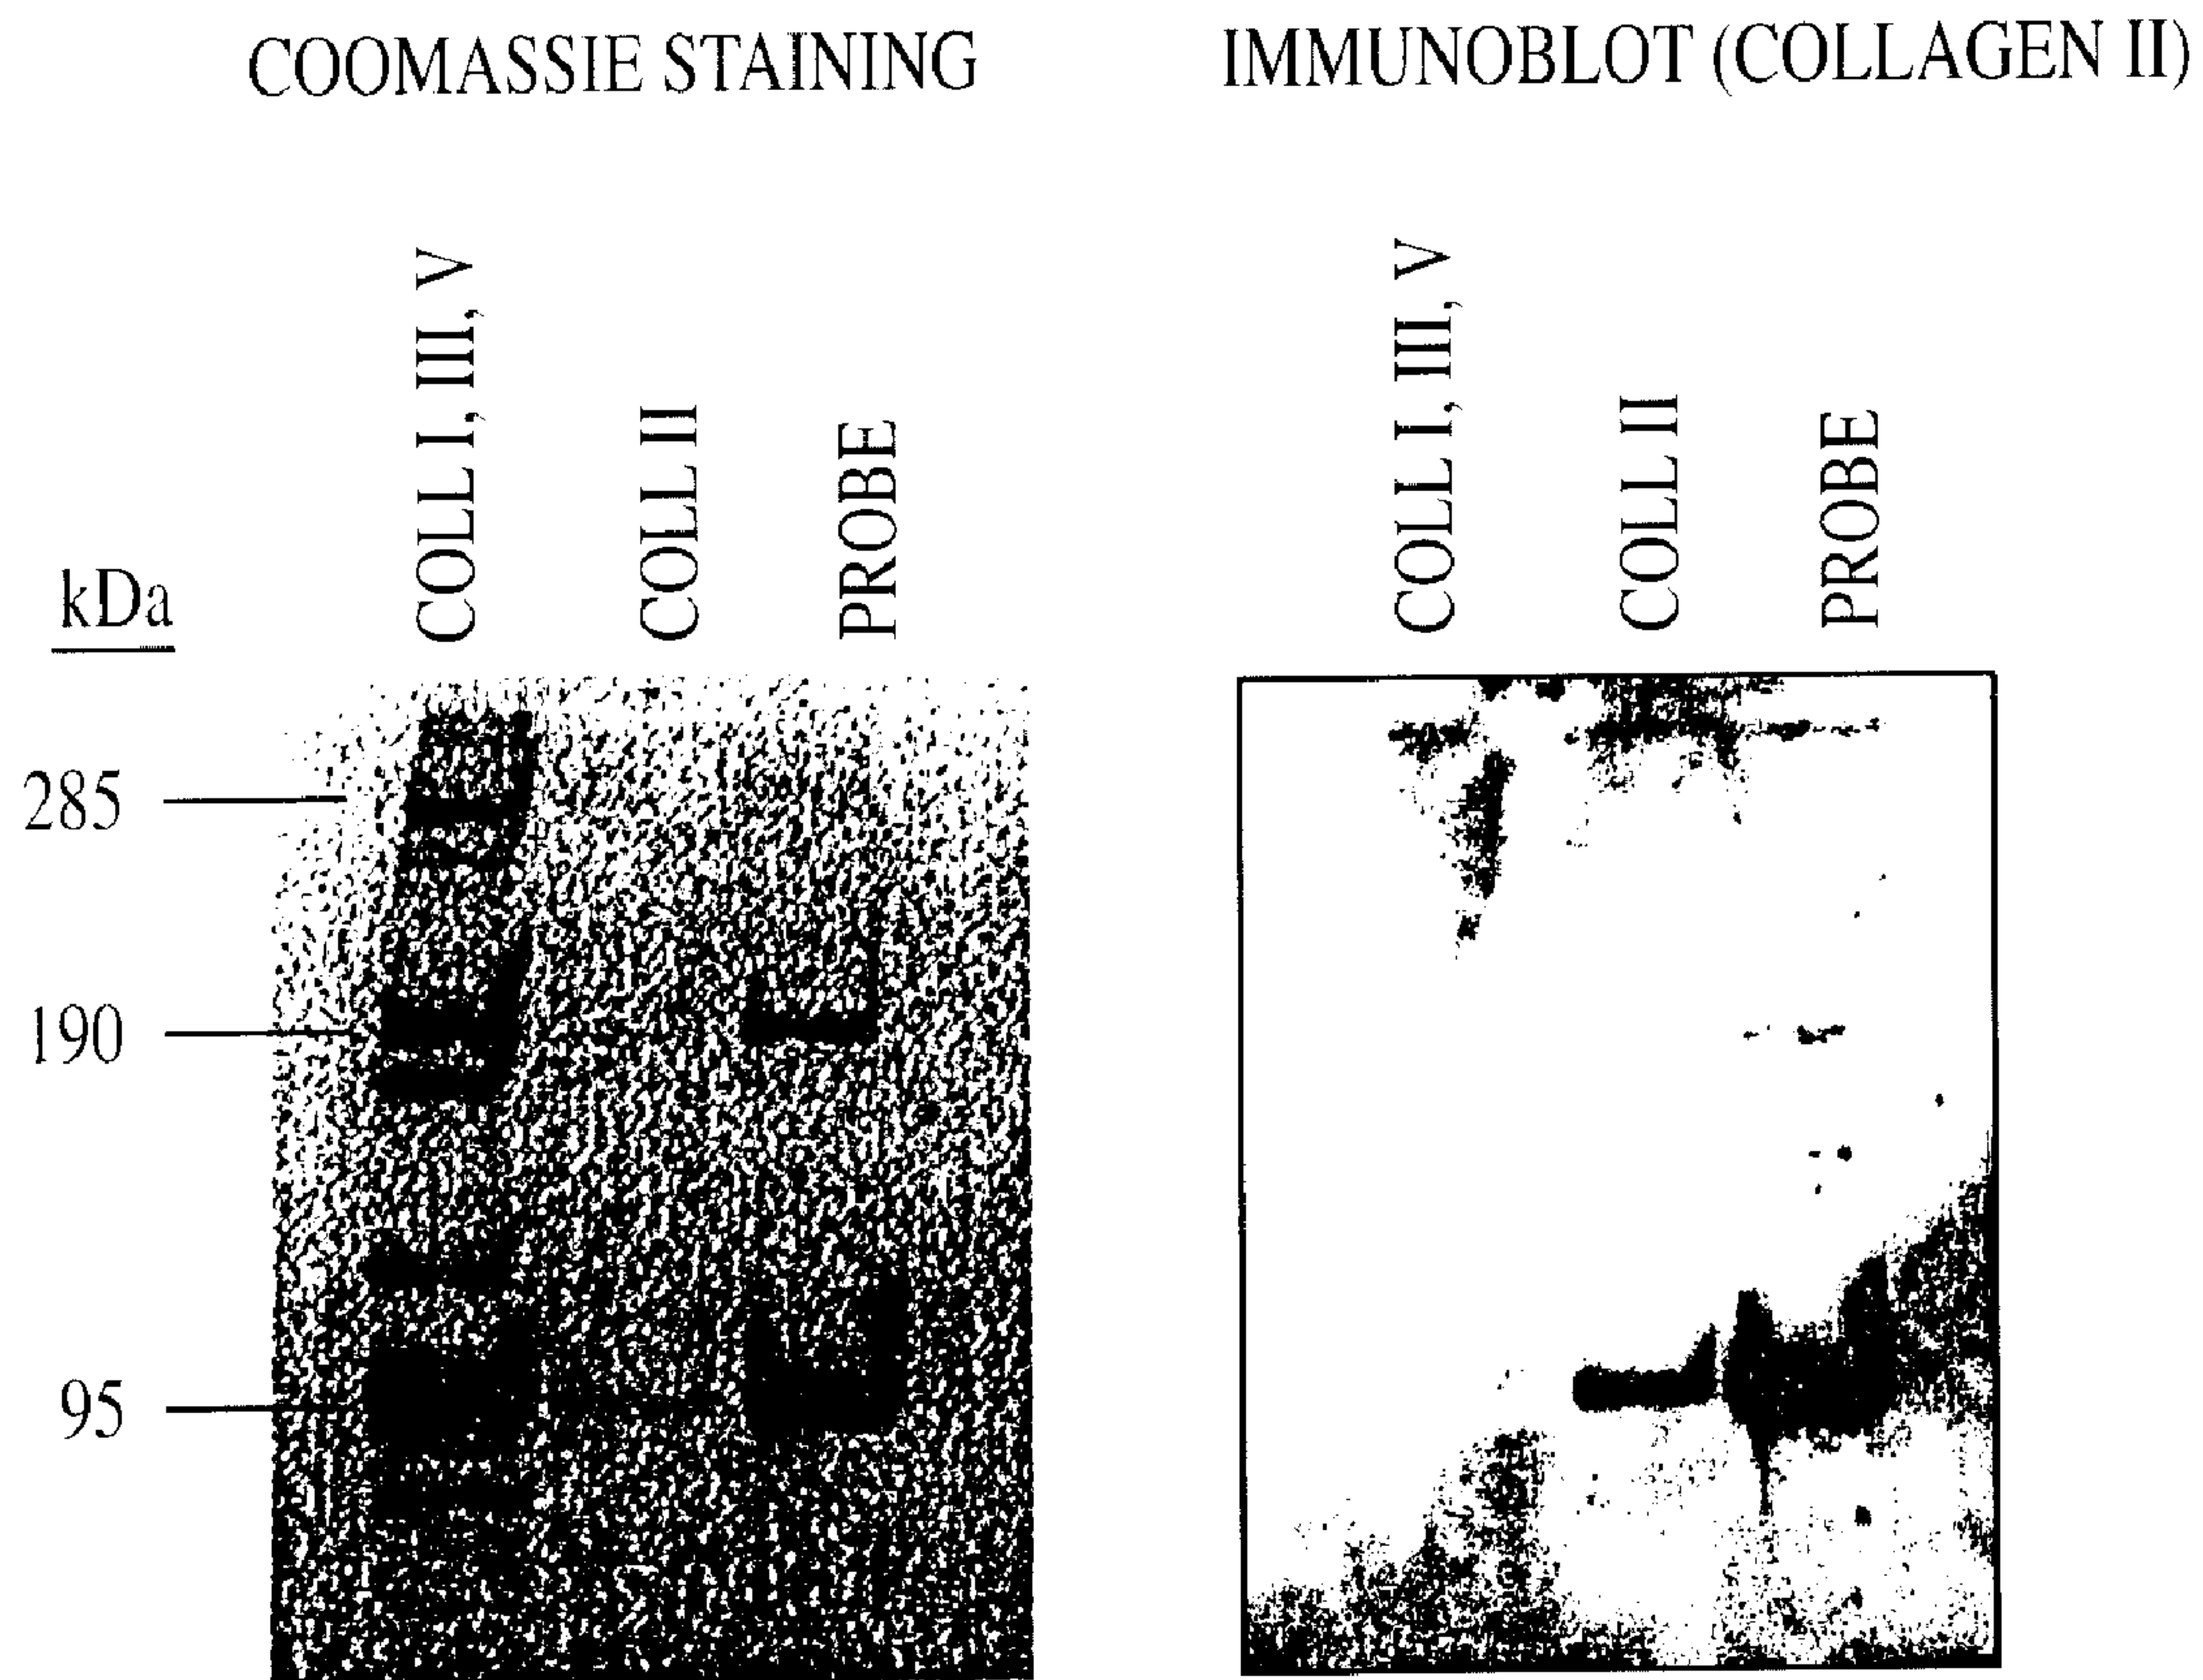 COOMASSIE STAINING
IMMUNOBLOT (COLLAGEN II)
COLL I, III, V
COLL II
PROBE
COLL I, III, V
COLL II
PROBE
kDa
285
190
95